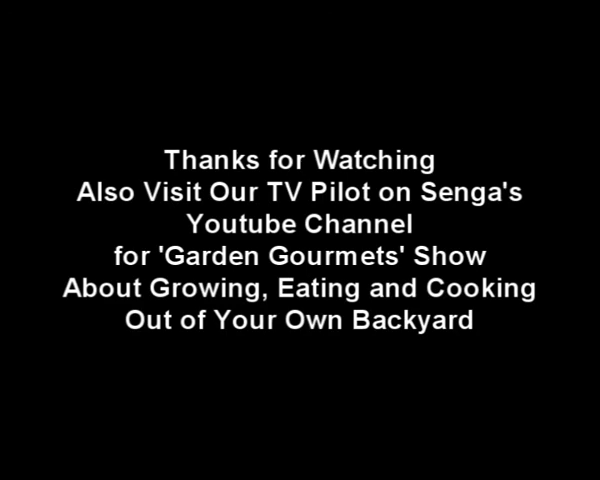 Thanks for Watching
Also Visit Our TV Pilot on Senga's
Youtube Channel
for 'Garden Gourmets' Show
About Growing, Eating and Cooking
Out of Your Own Backyard